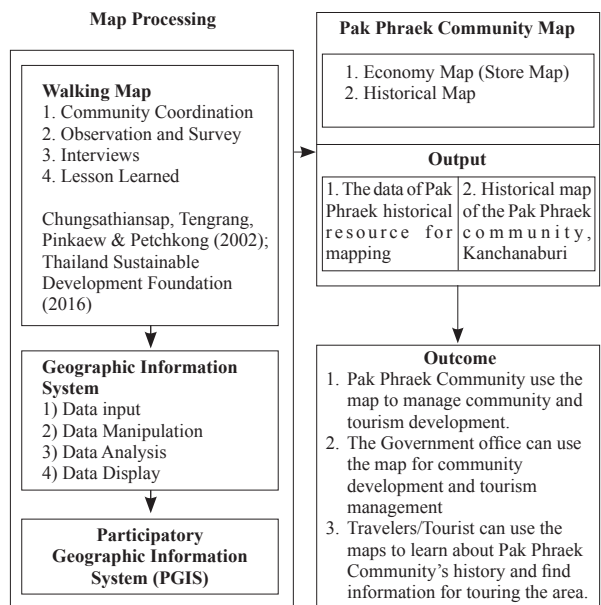 Map Processing
Walking Map
1. Community Coordination
2. Observation and Survey
3. Interviews
4. Lesson Learned
Chungsathiansap, Tengrang,
Pinkaew & Petchkong (2002);
Thailand Sustainable
Development Foundation
(2016)
Geographic Information
System
1) Data input
2) Data Manipulation
3) Data Analysis
4) Data Display
Participatory
Geographic Information
System (PGIS)
Pak Phraek Community Map
1. Economy Map (Store Map)
2. Historical Map
Output
1. The data of Pak
Phraek historical
resource for
mapping
2. Historical map
of the Pak Phraek
community,
Kanchanaburi
Outcome
1. Pak Phraek Community use the
map to manage community and
tourism development.
2. The Government office can use
the map for community
development and tourism
management
3. Travelers/Tourist can use the
maps to learn about Pak Phraek
Community's history and find
information for touring the area.